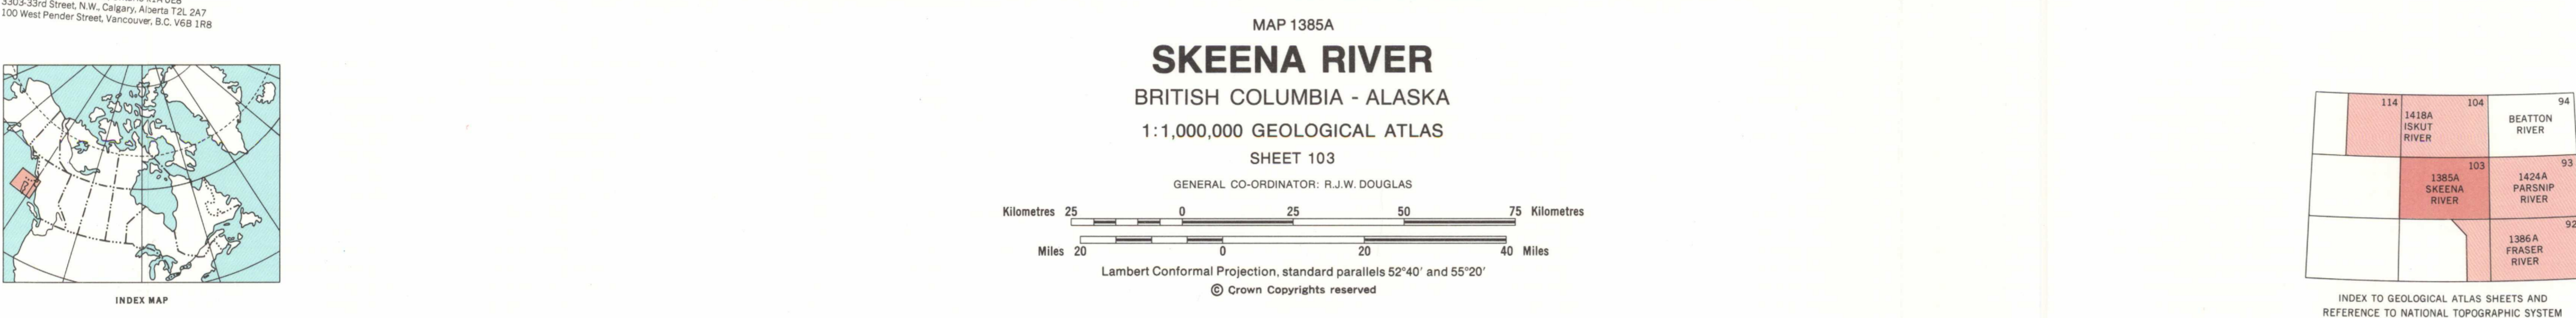 3303-33rd Street, N.W., Calgary, Alberta T2L 2A7
100 West Pender Street, Vancouver, B.C. V6B 1R8
INDEX MAP
MAP 1385A
SKEENA RIVER
BRITISH COLUMBIA - ALASKA
1:1,000,000 GEOLOGICAL ATLAS
SHEET 103
GENERAL CO-ORDINATOR: R.J.W. DOUGLAS
Kilometres 25 0 25 50 75 Kilometres
Miles 20 0 20 40 Miles
Lambert Conformal Projection, standard parallels 52°40' and 55°20'
© Crown Copyrights reserved
114 104 94
1418A
ISKUT
RIVER
BEATTON
RIVER
103 93
1385A
SKEENA
RIVER
1424A
PARSNIP
RIVER
92
1386A
FRASER
RIVER
INDEX TO GEOLOGICAL ATLAS SHEETS AND
REFERENCE TO NATIONAL TOPOGRAPHIC SYSTEM